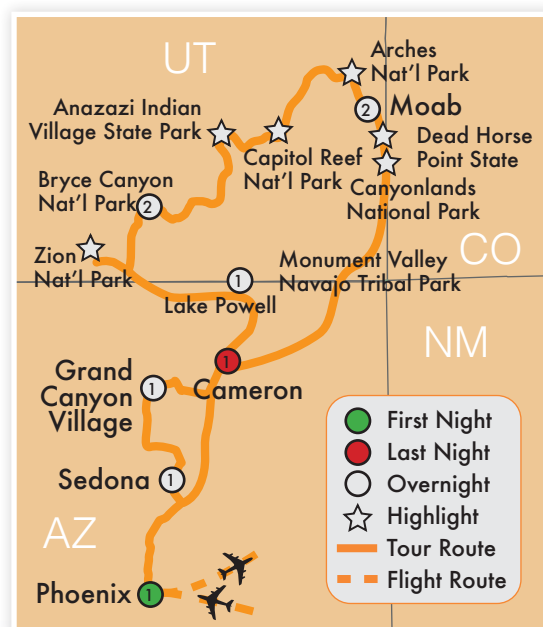 UT
Arches
Nat'l Park
Anazazi Indian
Village State Park
2
Moab
Dead Horse
Point State
Capitol Reef
Nat'l Park
Canyonlands
National Park
Bryce Canyon
Nat'l Park
2
CO
Zion
Nat'l Park
Monument Valley
Navajo Tribal Park
1
Lake Powell
NM
1
Cameron
Grand
Canyon
Village
1
Sedona
1
AZ
Phoenix
1
First Night
Last Night
Overnight
Highlight
Tour Route
Flight Route